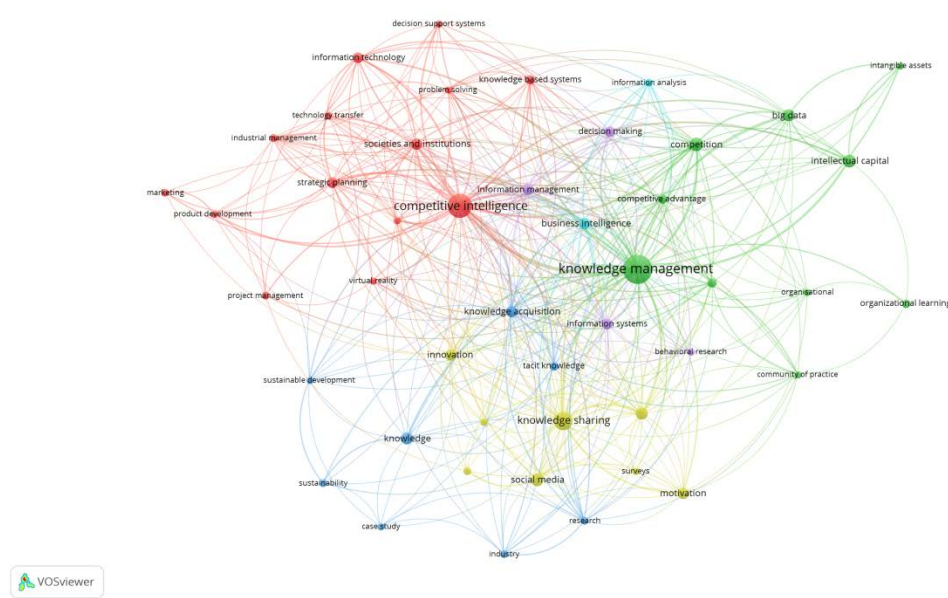 decision support systems
information technology
intangible assets
problem solving
knowledge based systems
information analysis
technology transfer
big data
industrial management
societies and institutions
decision making
competition
intellectual capital
strategic planning
marketing
information management
competitive intelligence
competitive advantage
product development
business intelligence
knowledge management
virtual reality
project management
organisational
organizational learning
knowledge acquisition
information systems
innovation
behavioral research
tacit knowledge
sustainable development
community of practice
knowledge sharing
knowledge
surveys
social media
sustainability
motivation
case study
research
industry
VOSviewer